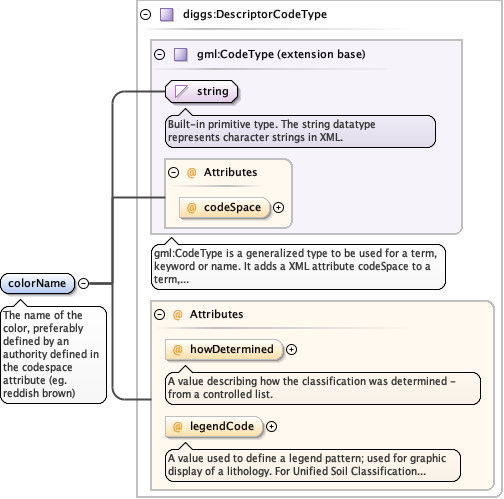 diggs:DescriptorCodeType
gml:CodeType (extension base)
string
Built-in primitive type. The string datatype
represents character strings in XML.
@ Attributes
@ codeSpace
gml:CodeType is a generalized type to be used for a term,
keyword or name. It adds a XML attribute codeSpace to a
term,...
colorName
The name of the
color, preferably
defined by an
authority defined in
the codespace
attribute (eg.
reddish brown)
@ Attributes
@ howDetermined
A value describing how the classification was determined -
from a controlled list.
@ legendCode
A value used to define a legend pattern; used for graphic
display of a lithology. For Unified Soil Classification...